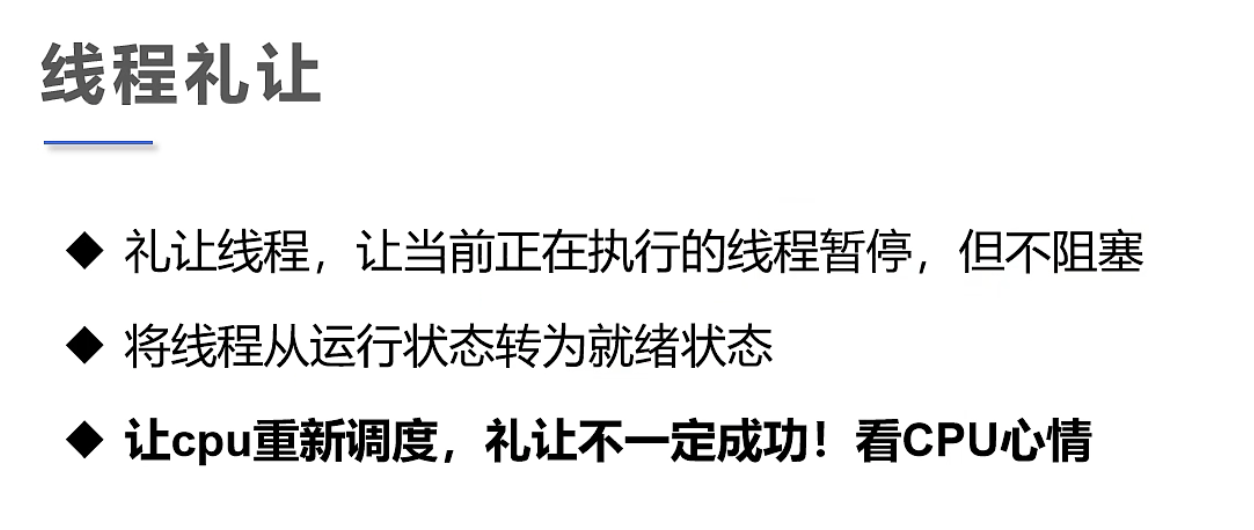 线程礼让
◆ 礼让线程，让当前正在执行的线程暂停，但不阻塞
◆ 将线程从运行状态转为就绪状态
◆ 让cpu重新调度，礼让不一定成功！看CPU心情